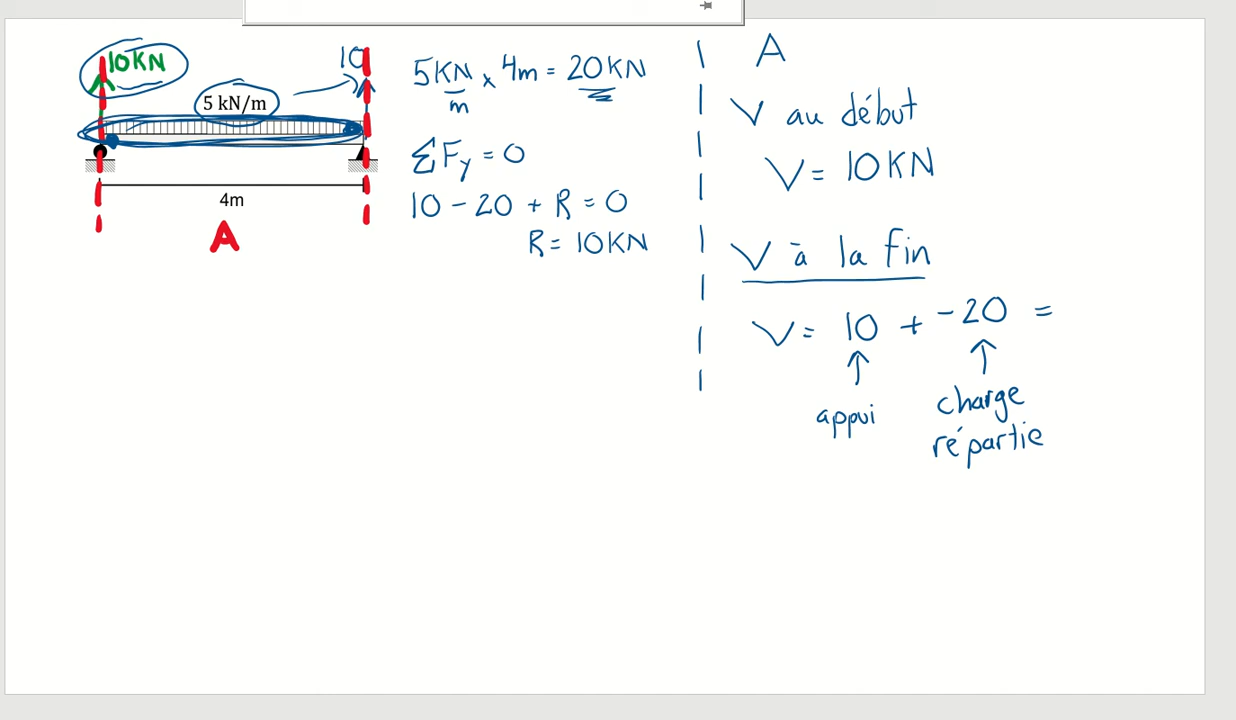 10KN
10
5 kN/m
4m
A
5KN/m x 4m = 20KN
ΣFy = 0
10 - 20 + R = 0
R = 10KN
A
V au début
V = 10KN
V à la fin
V = 10 + -20 =
↑ ↑
appui
charge
répartie